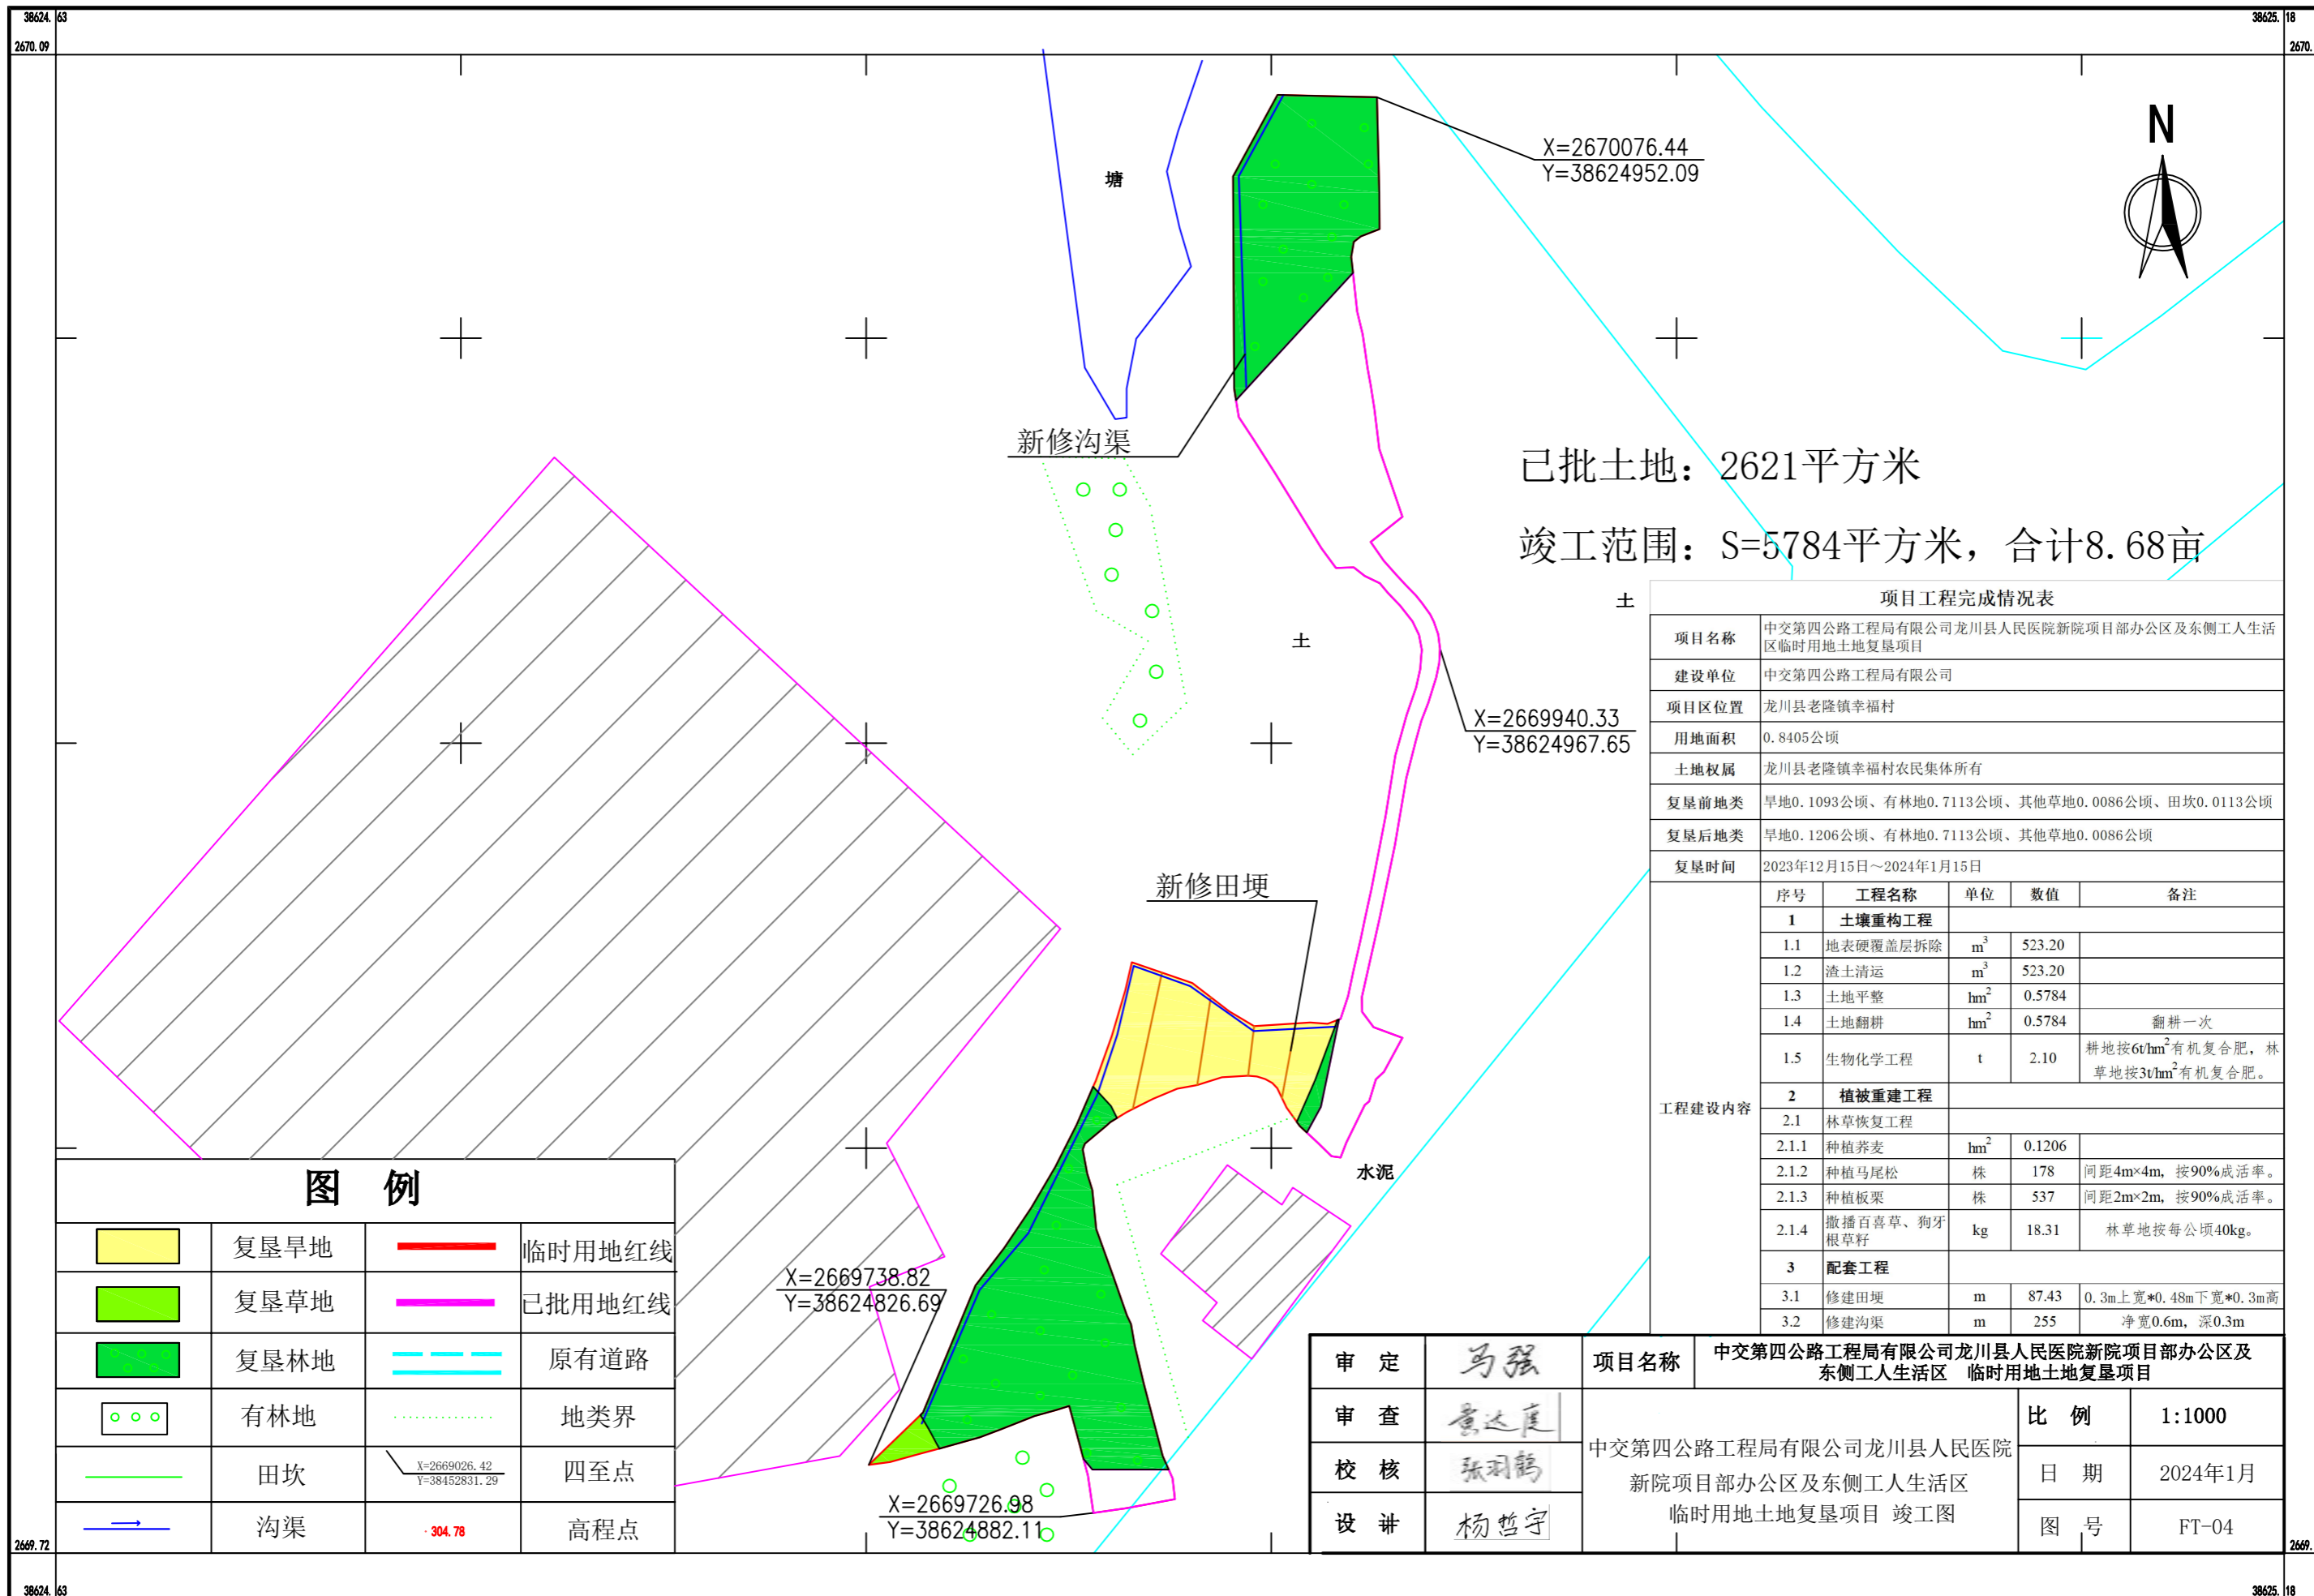 38624. 63
38625. 18
2670.09
2670.
N
X=2670076.44
Y=38624952.09
塘
新修沟渠
已批土地：2621平方米
竣工范围：S=5784平方米，合计8.68亩
土
土
X=2669940.33
Y=38624967.65
新修田埂
水泥
X=2669738.82
Y=38624826.69
X=2669726.98
Y=38624882.11
项目工程完成情况表
项目名称 中交第四公路工程局有限公司龙川县人民医院新院项目部办公区及东侧工人生活
区临时用地土地复垦项目
建设单位 中交第四公路工程局有限公司
项目区位置 龙川县老隆镇幸福村
用地面积 0.8405公顷
土地权属 龙川县老隆镇幸福村农民集体所有
复垦前地类 旱地0.1093公顷、有林地0.7113公顷、其他草地0.0086公顷、田坎0.0113公顷
复垦后地类 旱地0.1206公顷、有林地0.7113公顷、其他草地0.0086公顷
复垦时间 2023年12月15日～2024年1月15日
工程建设内容
序号 工程名称 单位 数值 备注
1 土壤重构工程
1.1 地表硬覆盖层拆除 m³ 523.20
1.2 渣土清运 m³ 523.20
1.3 土地平整 hm² 0.5784
1.4 土地翻耕 hm² 0.5784 翻耕一次
1.5 生物化学工程 t 2.10 耕地按6t/hm²有机复合肥，林
草地按3t/hm²有机复合肥。
2 植被重建工程
2.1 林草恢复工程
2.1.1 种植荞麦 hm² 0.1206
2.1.2 种植马尾松 株 178 间距4m×4m，按90%成活率。
2.1.3 种植板栗 株 537 间距2m×2m，按90%成活率。
2.1.4 撒播百喜草、狗牙
根草籽 kg 18.31 林草地按每公顷40kg。
3 配套工程
3.1 修建田埂 m 87.43 0.3m上宽*0.48m下宽*0.3m高
3.2 修建沟渠 m 255 净宽0.6m，深0.3m
图 例
复垦旱地 临时用地红线
复垦草地 已批用地红线
复垦林地 原有道路
有林地 地类界
田坎 X=2669026.42
Y=38452831.29 四至点
沟渠 304.78 高程点
审 定 马强 项目名称 中交第四公路工程局有限公司龙川县人民医院新院项目部办公区及
东侧工人生活区 临时用地土地复垦项目
审 查 黄达庭
校 核 张羽鹤
设 计 杨哲宇
中交第四公路工程局有限公司龙川县人民医院
新院项目部办公区及东侧工人生活区
临时用地土地复垦项目 竣工图
比 例 1:1000
日 期 2024年1月
图 号 FT-04
2669.72
2669.
38624. 63
38625. 18